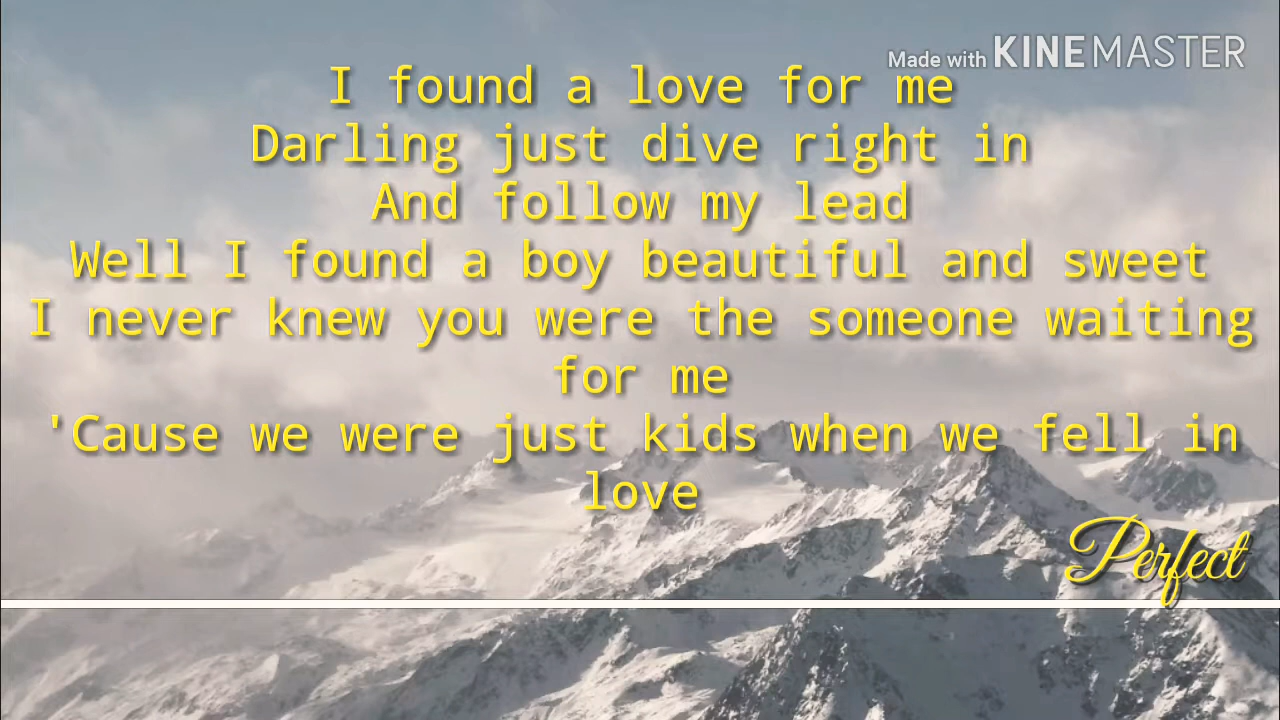 Made with KINEMASTER
I found a love for me
Darling just dive right in
And follow my lead
Well I found a boy beautiful and sweet
I never knew you were the someone waiting
for me
'Cause we were just kids when we fell in
love
Perfect